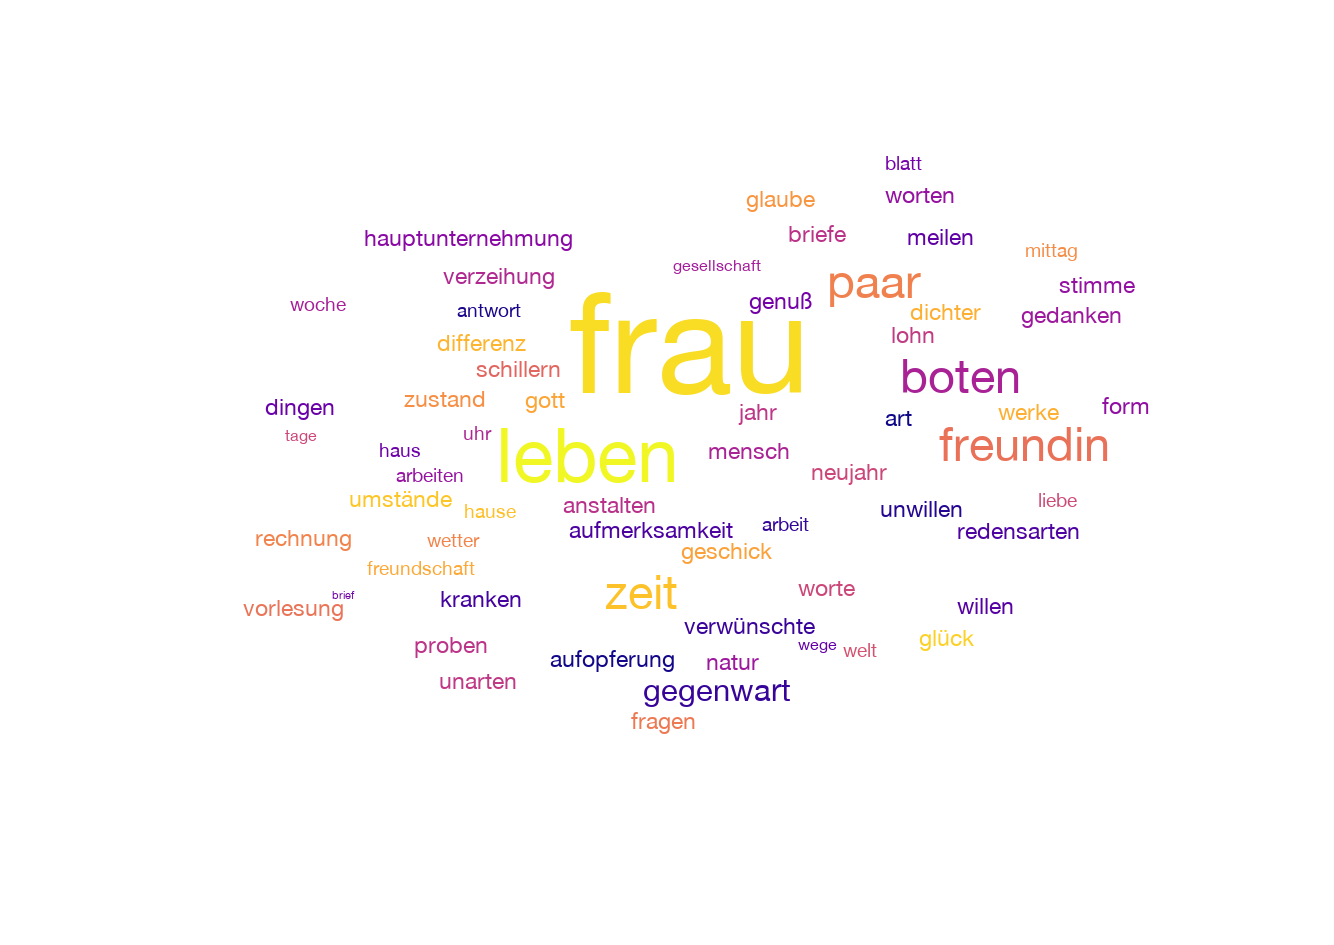 blatt
glaube
worten
hauptunternehmung
briefe
meilen
mittag
gesellschaft
verzeihung
paar
stimme
woche
antwort
genuß
dichter
gedanken
frau
differenz
lohn
schillern
boten
zustand
gott
dingen
jahr
art
werke
form
tage
uhr
freundin
haus
leben
mensch
arbeiten
neujahr
umstände
hause
anstalten
liebe
unwillen
aufmerksamkeit
arbeit
redensarten
rechnung
wetter
geschick
freundschaft
brief
vorlesung
kranken
zeit
worte
willen
verwünschte
proben
wege
welt
glück
aufopferung
natur
unarten
gegenwart
fragen